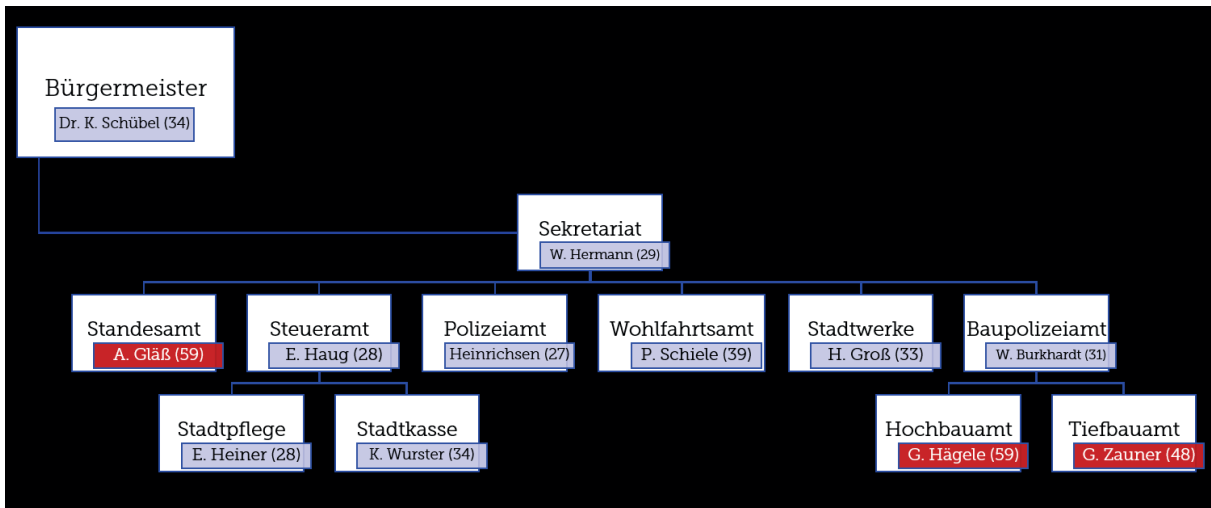 Bürgermeister
Dr. K. Schübel (34)
Sekretariat
W. Hermann (29)
Standesamt
A. Gläß (59)
Steueramt
E. Haug (28)
Polizeiamt
Heinrichsen (27)
Wohlfahrtsamt
P. Schiele (39)
Stadtwerke
H. Groß (33)
Baupolizeiamt
W. Burkhardt (31)
Stadtpflege
E. Heiner (28)
Stadtkasse
K. Wurster (34)
Hochbauamt
G. Hägele (59)
Tiefbauamt
G. Zauner (48)